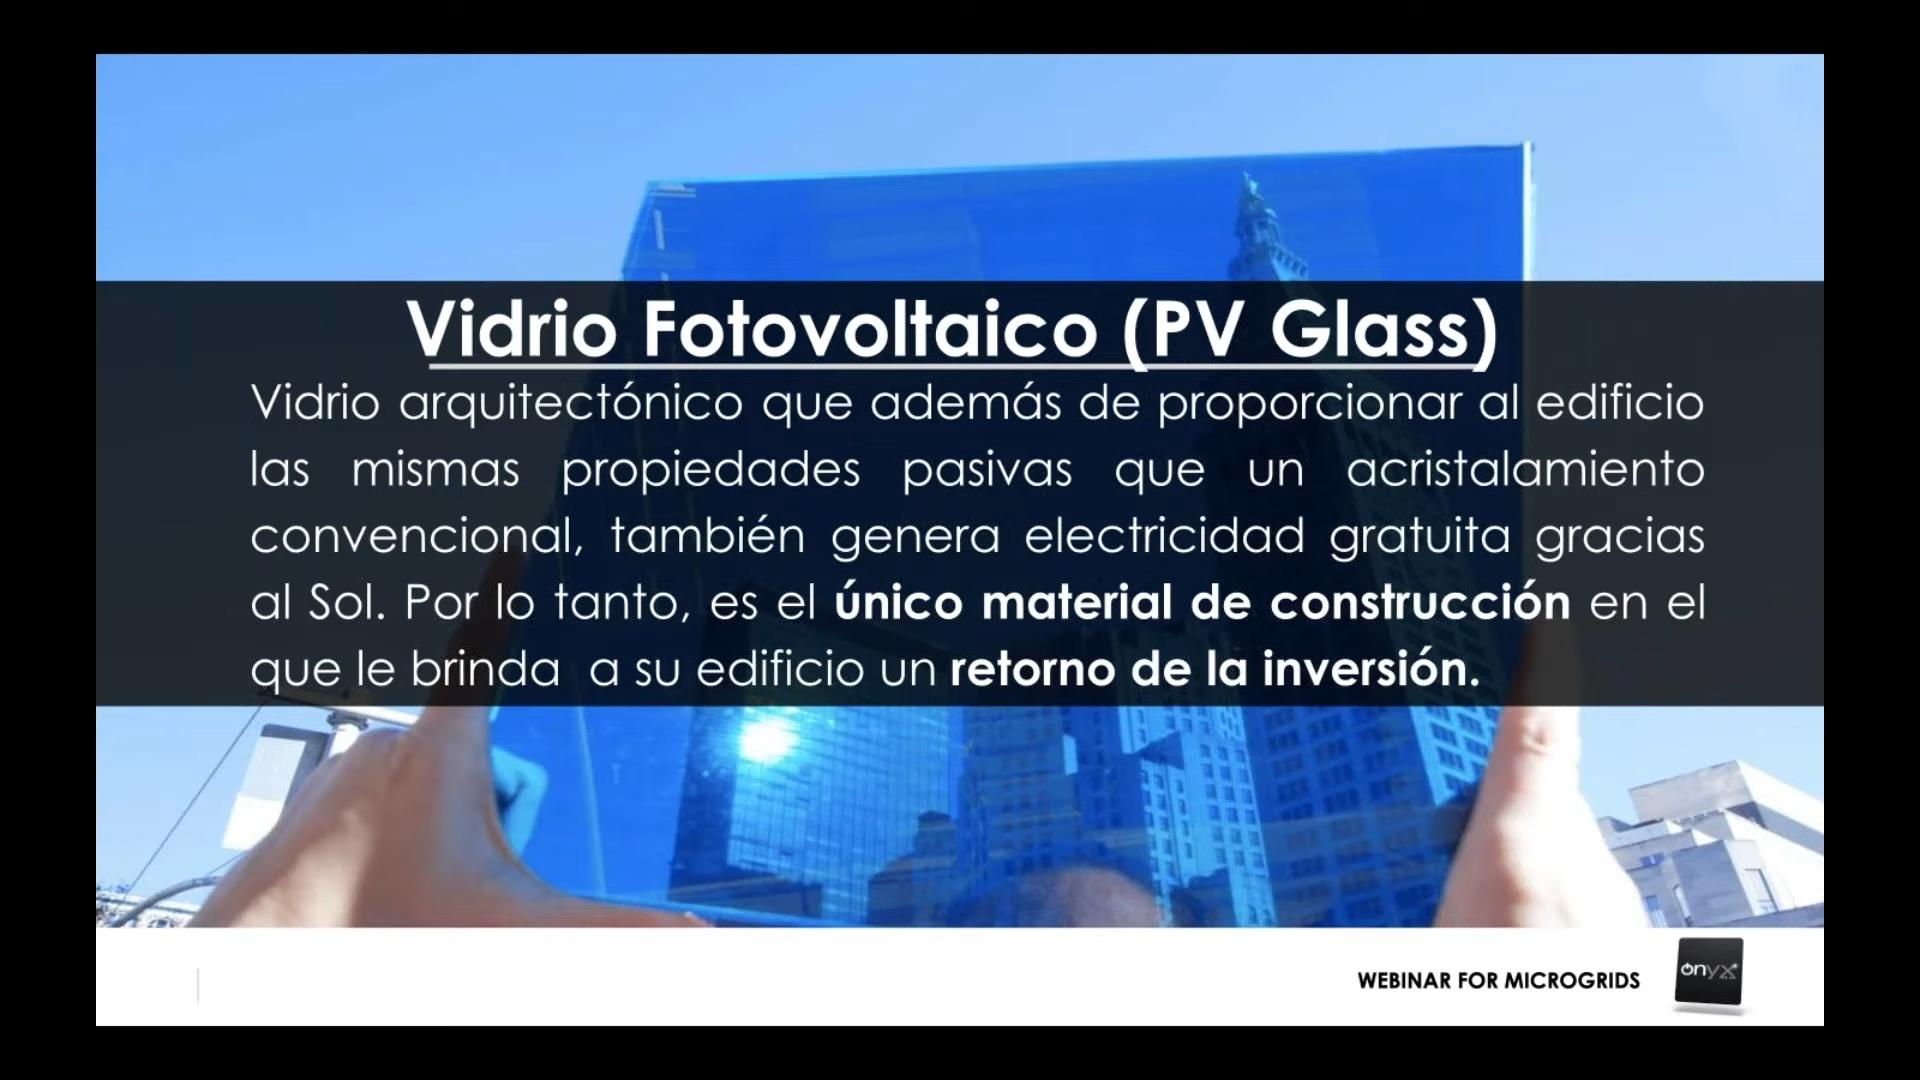 Vidrio Fotovoltaico (PV Glass)
Vidrio arquitectónico que además de proporcionar al edificio
las mismas propiedades pasivas que un acristalamiento
convencional, también genera electricidad gratuita gracias
al Sol. Por lo tanto, es el único material de construcción en el
que le brinda a su edificio un retorno de la inversión.
WEBINAR FOR MICROGRIDS
onyx